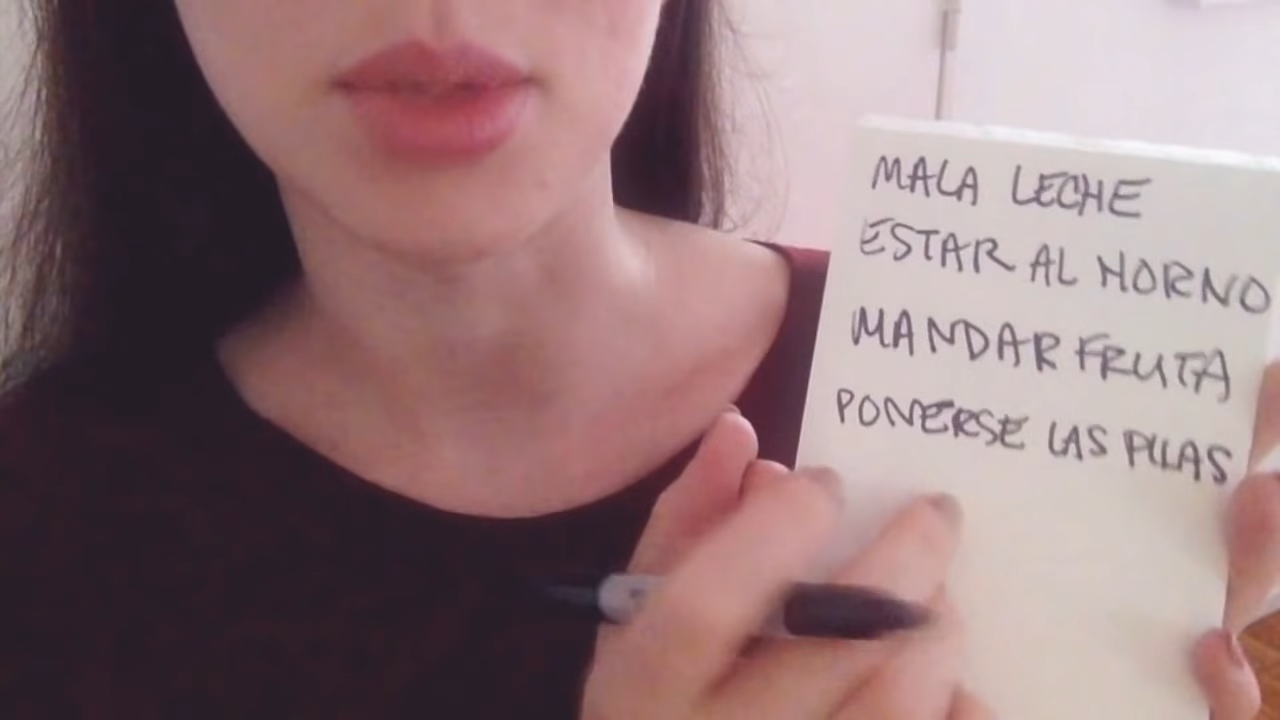 MALA LECHE
ESTAR AL HORNO
MANDAR FRUTA
PONERSE LAS PILAS